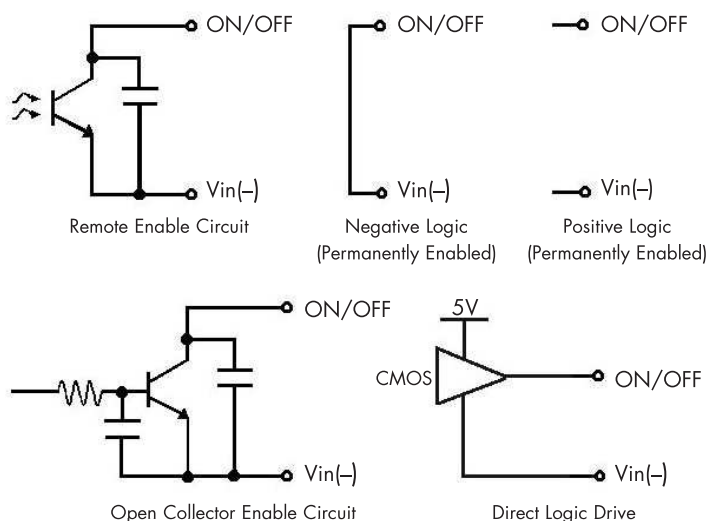 ON/OFF
Vin(–)
Remote Enable Circuit
ON/OFF
Vin(–)
Negative Logic
(Permanently Enabled)
ON/OFF
Vin(–)
Positive Logic
(Permanently Enabled)
ON/OFF
Vin(–)
Open Collector Enable Circuit
5V
CMOS
ON/OFF
Vin(–)
Direct Logic Drive